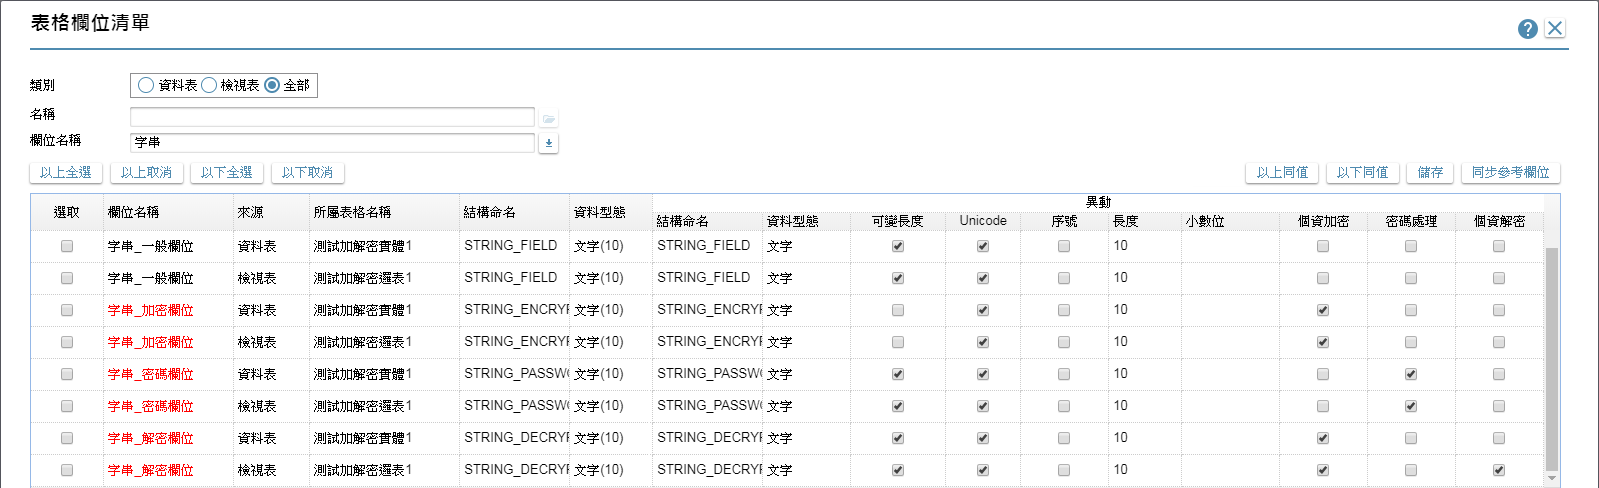 表格欄位清單
?
類別 資料表 檢視表 全部
名稱
欄位名稱 字串
以上全選 以上取消 以下全選 以下取消 以上同值 以下同值 儲存 同步參考欄位
異動
選取 欄位名稱 來源 所屬表格名稱 結構命名 資料型態 結構命名 資料型態 可變長度 Unicode 序號 長度 小數位 個資加密 密碼處理 個資解密
字串_一般欄位 資料表 測試加解密實體1 STRING_FIELD 文字(10) STRING_FIELD 文字 10
字串_一般欄位 檢視表 測試加解密邏表1 STRING_FIELD 文字(10) STRING_FIELD 文字 10
字串_加密欄位 資料表 測試加解密實體1 STRING_ENCRYF 文字(10) STRING_ENCRYF 文字 10
字串_加密欄位 檢視表 測試加解密邏表1 STRING_ENCRYF 文字(10) STRING_ENCRYF 文字 10
字串_密碼欄位 資料表 測試加解密實體1 STRING_PASSWO 文字(10) STRING_PASSWO 文字 10
字串_密碼欄位 檢視表 測試加解密邏表1 STRING_PASSWO 文字(10) STRING_PASSWO 文字 10
字串_解密欄位 資料表 測試加解密實體1 STRING_DECRYF 文字(10) STRING_DECRYF 文字 10
字串_解密欄位 檢視表 測試加解密邏表1 STRING_DECRYF 文字(10) STRING_DECRYF 文字 10